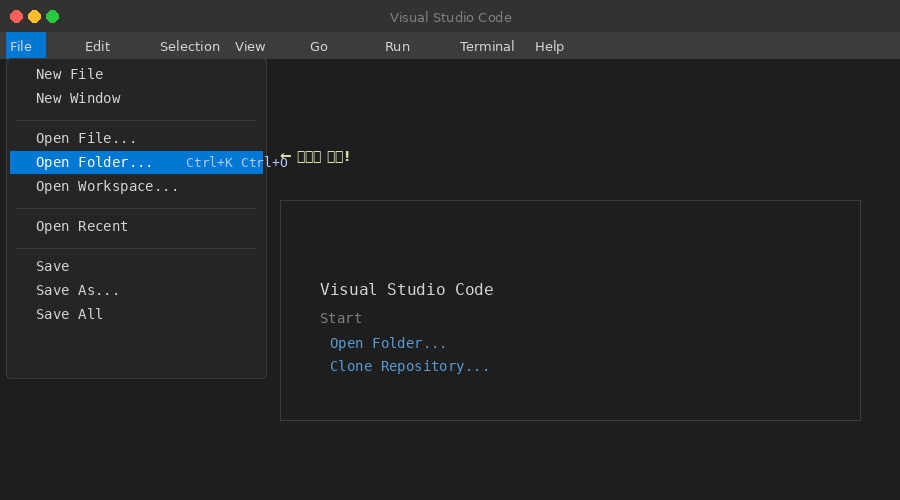 Visual Studio Code
File Edit Selection View Go Run Terminal Help
New File
New Window
Open File...
Open Folder... Ctrl+K Ctrl+O
←
!
Open Workspace...
Open Recent
Save
Save As...
Save All
Visual Studio Code
Start
Open Folder...
Clone Repository...